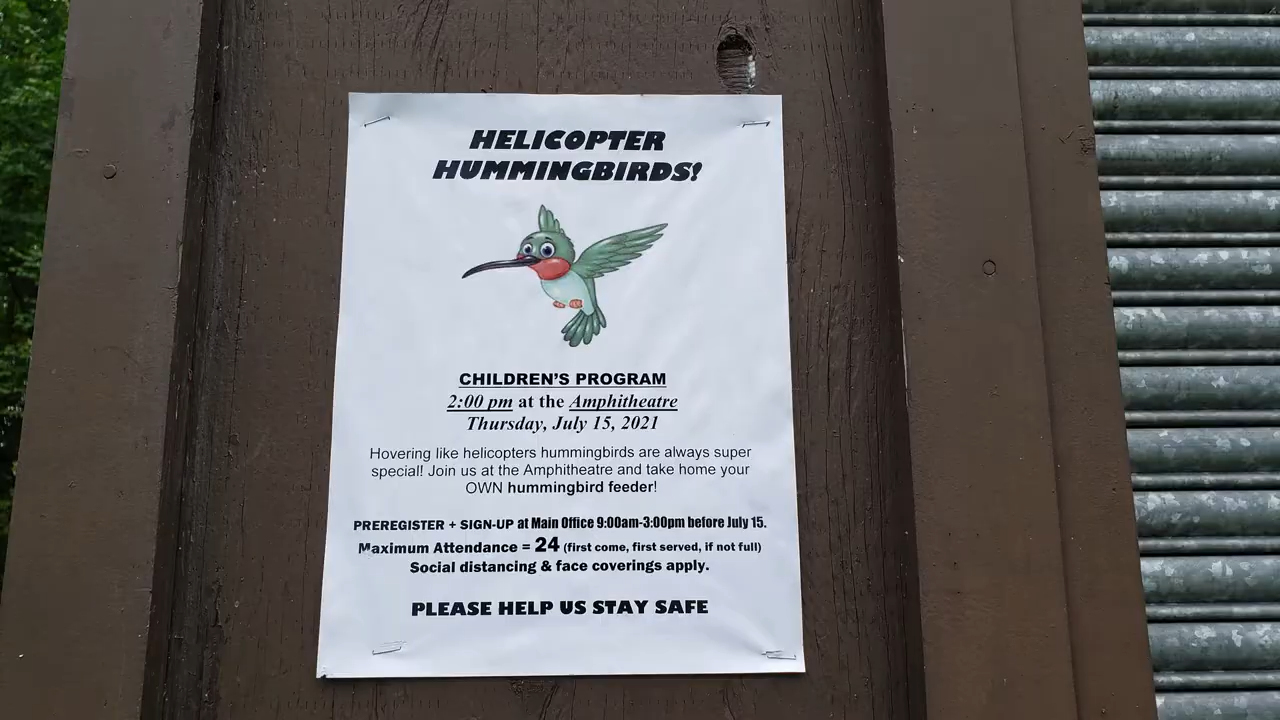 HELICOPTER
HUMMINGBIRDS!
CHILDREN'S PROGRAM
2:00 pm at the Amphitheatre
Thursday, July 15, 2021
Hovering like helicopters hummingbirds are always super
special! Join us at the Amphitheatre and take home your
OWN hummingbird feeder!
PREREGISTER + SIGN-UP at Main Office 9:00am-3:00pm before July 15.
Maximum Attendance = 24 (first come, first served, if not full)
Social distancing & face coverings apply.
PLEASE HELP US STAY SAFE